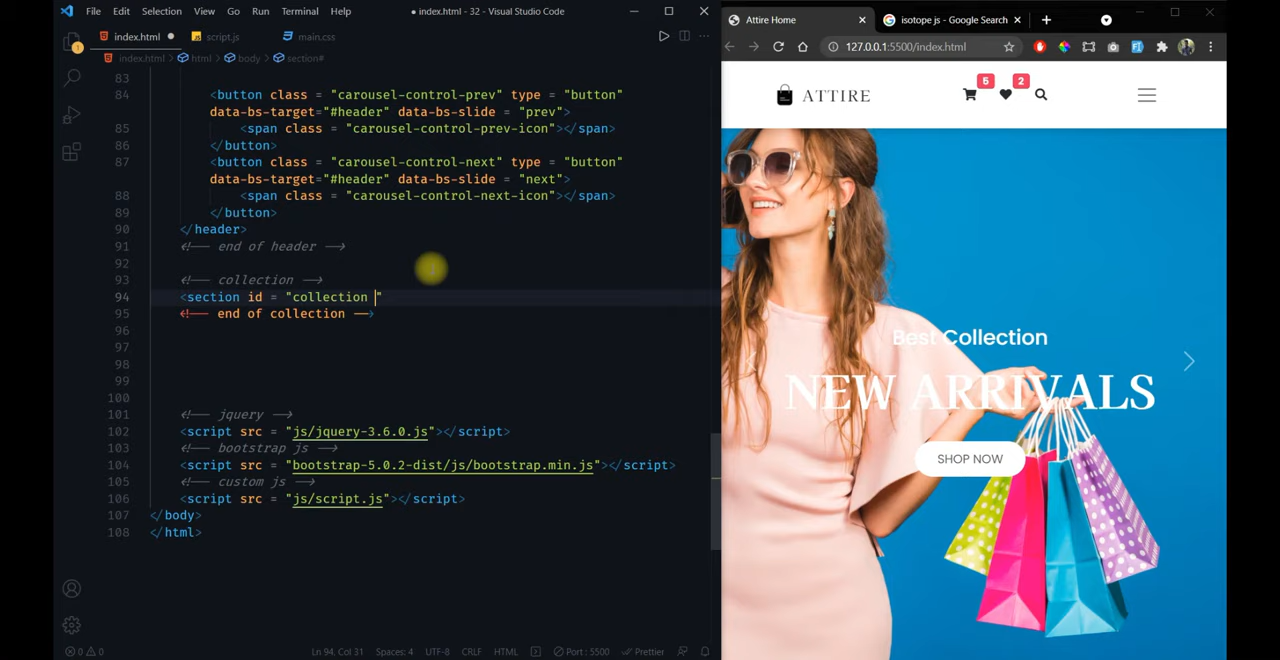 File Edit Selection View Go Run Terminal Help
● index.html - 32 - Visual Studio Code
index.html ● script.js main.css
index.html > html > body > section#
83
84 <button class = "carousel-control-prev" type = "button"
data-bs-target="#header" data-bs-slide = "prev">
85 <span class = "carousel-control-prev-icon"></span>
86 </button>
87 <button class = "carousel-control-next" type = "button"
data-bs-target="#header" data-bs-slide = "next">
88 <span class = "carousel-control-next-icon"></span>
89 </button>
90 </header>
91 <!-- end of header -->
92
93 <!-- collection -->
94 <section id = "collection "
95 <!-- end of collection -->
96
97
98
99
100
101 <!-- jquery -->
102 <script src = "js/jquery-3.6.0.js"></script>
103 <!-- bootstrap js -->
104 <script src = "bootstrap-5.0.2-dist/js/bootstrap.min.js"></script>
105 <!-- custom js -->
106 <script src = "js/script.js"></script>
107 </body>
108 </html>
1
0 0 Ln 94, Col 31 Spaces: 4 UTF-8 CRLF HTML Port : 5500 Prettier
Attire Home
isotope js - Google Search
127.0.0.1:5500/index.html
ATTIRE
5 2
Best Collection
NEW ARRIVALS
SHOP NOW